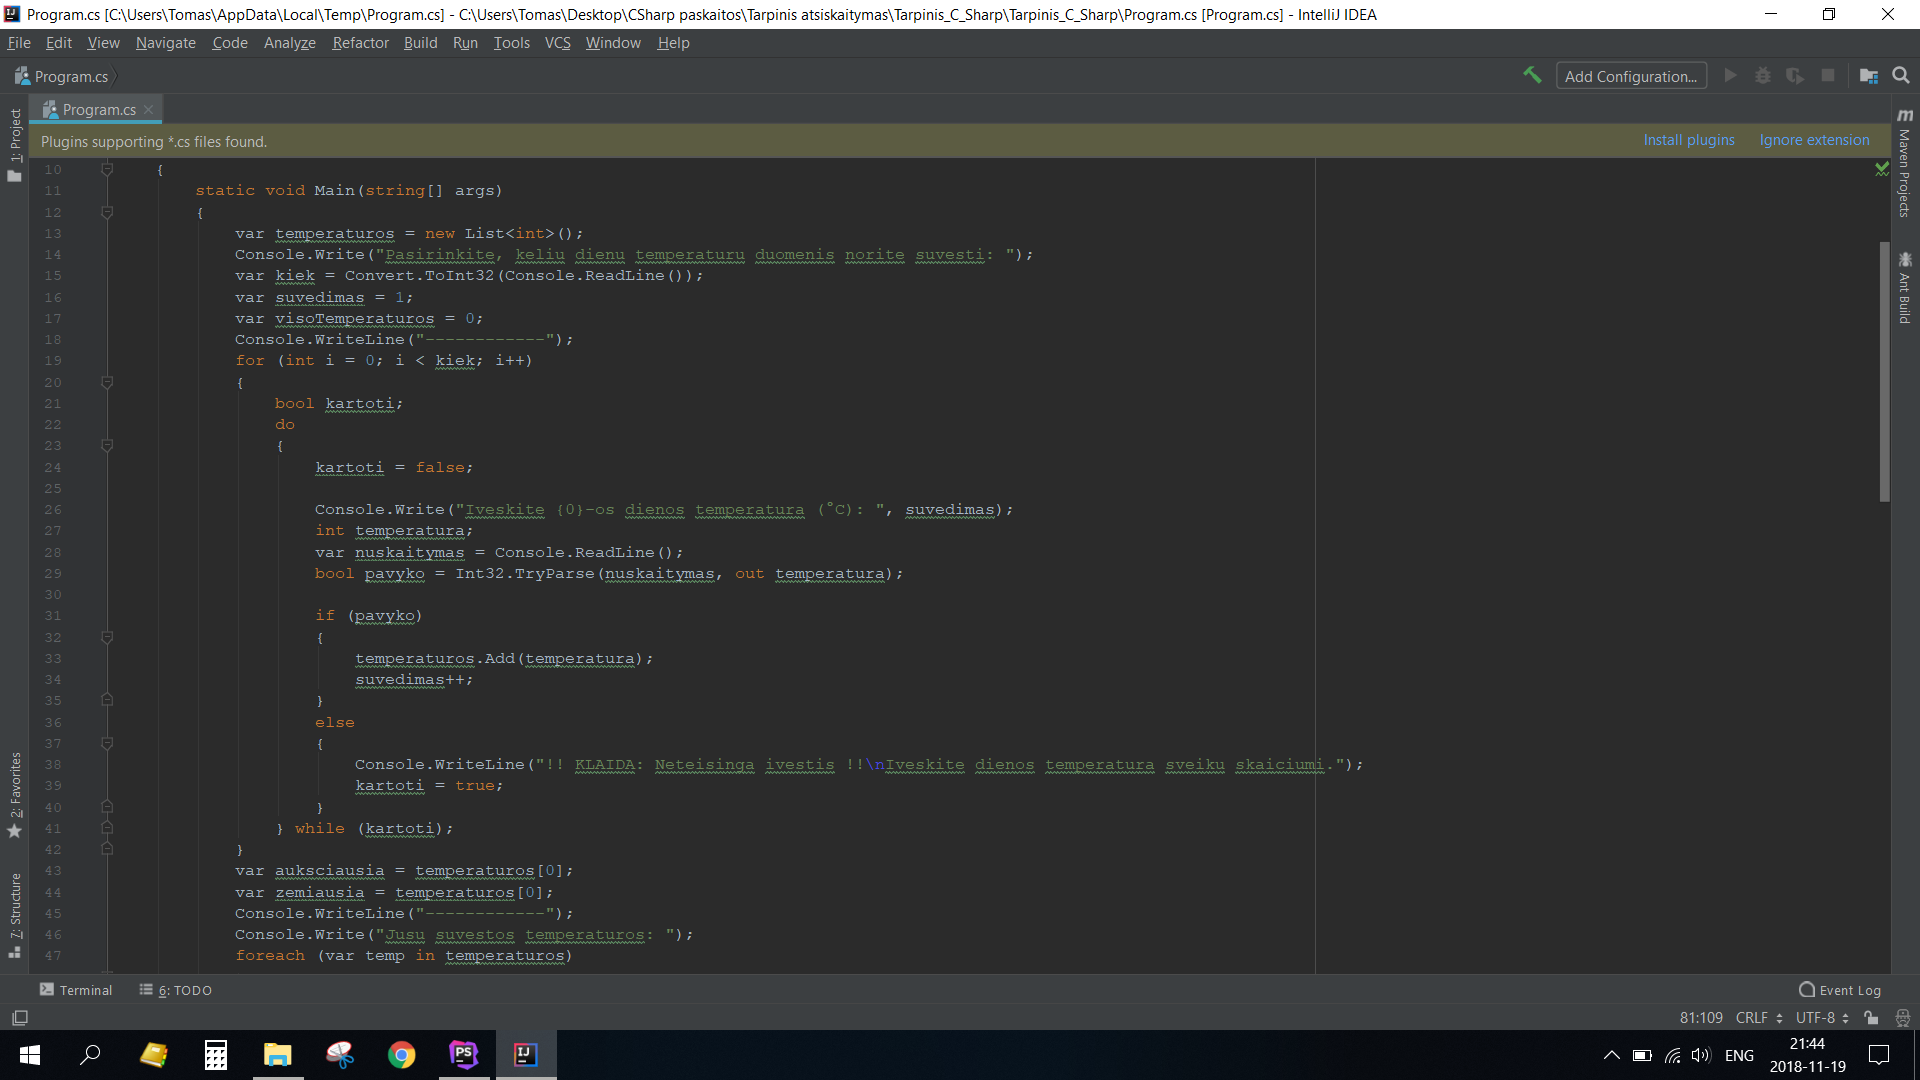 Program.cs [C:\Users\Tomas\AppData\Local\Temp\Program.cs] - C:\Users\Tomas\Desktop\CSharp paskaitos\Tarpinis atsiskaitymas\Tarpinis_C_Sharp\Tarpinis_C_Sharp\Program.cs [Program.cs] - IntelliJ IDEA
File Edit View Navigate Code Analyze Refactor Build Run Tools VCS Window Help
Program.cs Add Configuration...
Program.cs
1: Project
Plugins supporting *.cs files found. Install plugins Ignore extension
Maven Projects
Ant Build
10 {
11 static void Main(string[] args)
12 {
13 var temperaturos = new List<int>();
14 Console.Write("Pasirinkite, keliu dienu temperaturu duomenis norite suvesti: ");
15 var kiek = Convert.ToInt32(Console.ReadLine());
16 var suvedimas = 1;
17 var visoTemperaturos = 0;
18 Console.WriteLine("------------");
19 for (int i = 0; i < kiek; i++)
20 {
21 bool kartoti;
22 do
23 {
24 kartoti = false;
25
26 Console.Write("Iveskite {0}-os dienos temperatura (°C): ", suvedimas);
27 int temperatura;
28 var nuskaitymas = Console.ReadLine();
29 bool pavyko = Int32.TryParse(nuskaitymas, out temperatura);
30
31 if (pavyko)
32 {
33 temperaturos.Add(temperatura);
34 suvedimas++;
35 }
36 else
37 {
38 Console.WriteLine("!! KLAIDA: Neteisinga ivestis !!\nIveskite dienos temperatura sveiku skaiciumi.");
39 kartoti = true;
40 }
41 } while (kartoti);
42 }
43 var auksciausia = temperaturos[0];
44 var zemiausia = temperaturos[0];
45 Console.WriteLine("------------");
46 Console.Write("Jusu suvestos temperaturos: ");
47 foreach (var temp in temperaturos)
2: Favorites
7: Structure
Terminal 6: TODO Event Log
81:109 CRLF UTF-8
PS IJ ENG 21:44
2018-11-19